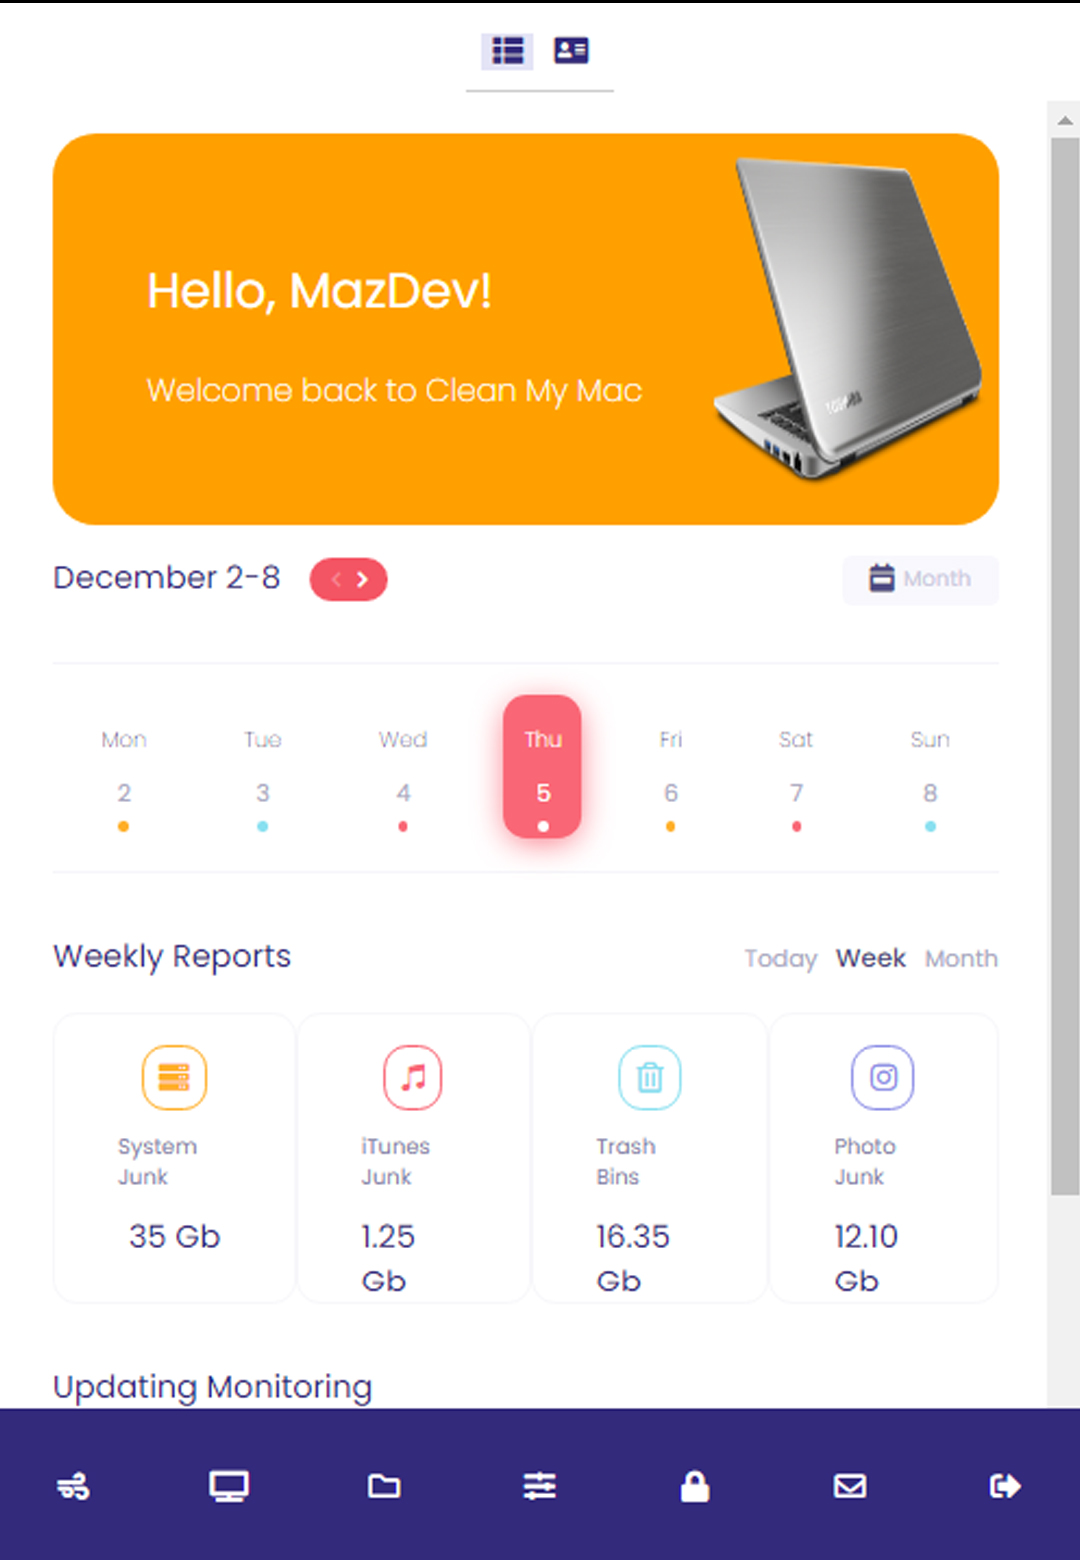 Hello, MazDev!
Welcome back to Clean My Mac
TOSHIBA
December 2-8
Month
Mon Tue Wed Thu Fri Sat Sun
2 3 4 5 6 7 8
Weekly Reports
Today Week Month
System
Junk
35 Gb
iTunes
Junk
1.25
Gb
Trash
Bins
16.35
Gb
Photo
Junk
12.10
Gb
Updating Monitoring